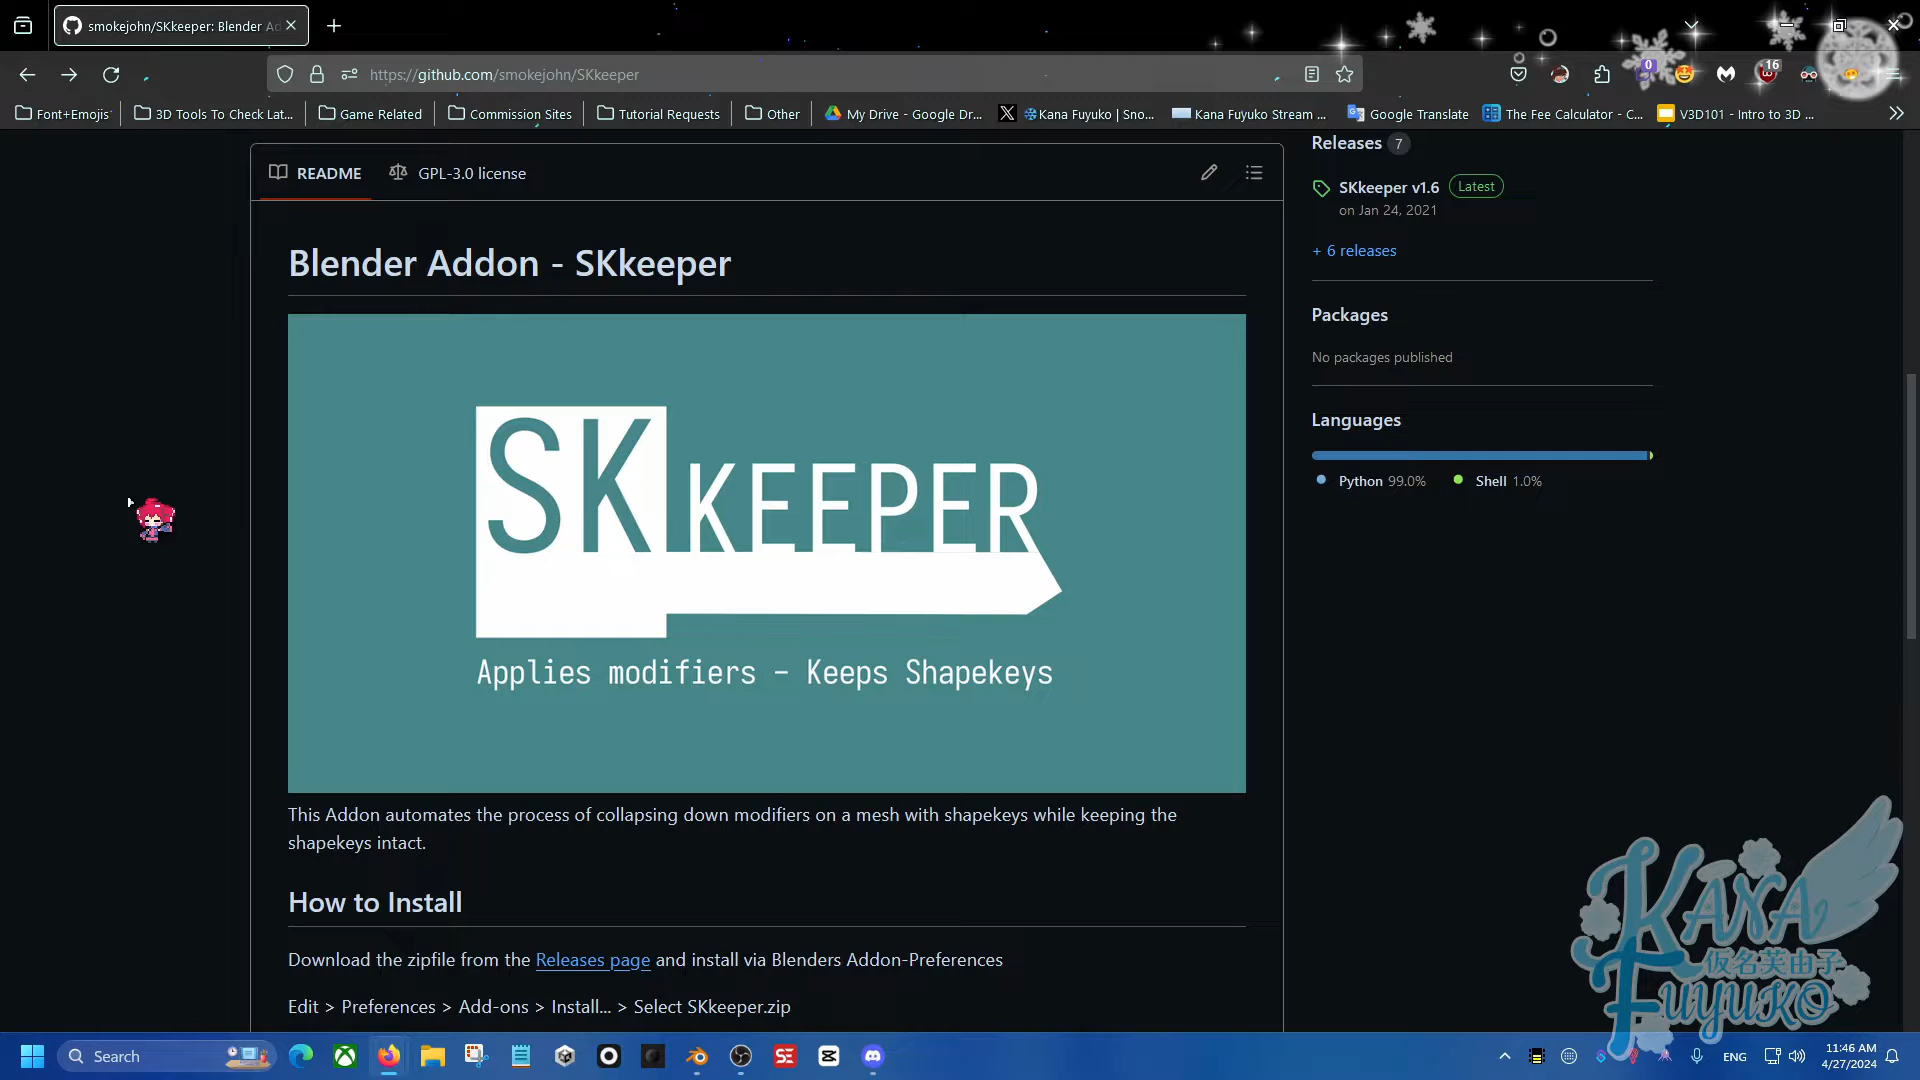 smokejohn/SKkeeper: Blender Ad
https://github.com/smokejohn/SKkeeper
0
16
Font+Emojis
3D Tools To Check Lat...
Game Related
Commission Sites
Tutorial Requests
Other
My Drive - Google Dr...
❄Kana Fuyuko | Sno...
Kana Fuyuko Stream ...
Google Translate
The Fee Calculator - C...
V3D101 - Intro to 3D ...
README
GPL-3.0 license
Blender Addon - SKkeeper
SK KEEPER
Applies modifiers - Keeps Shapekeys
This Addon automates the process of collapsing down modifiers on a mesh with shapekeys while keeping the
shapekeys intact.
How to Install
Download the zipfile from the Releases page and install via Blenders Addon-Preferences
Edit > Preferences > Add-ons > Install... > Select SKkeeper.zip
Releases 7
SKkeeper v1.6 Latest
on Jan 24, 2021
+ 6 releases
Packages
No packages published
Languages
Python 99.0%
Shell 1.0%
KANA
仮名芙由子
FUYUKO
Search
SE
ENG
11:46 AM
4/27/2024